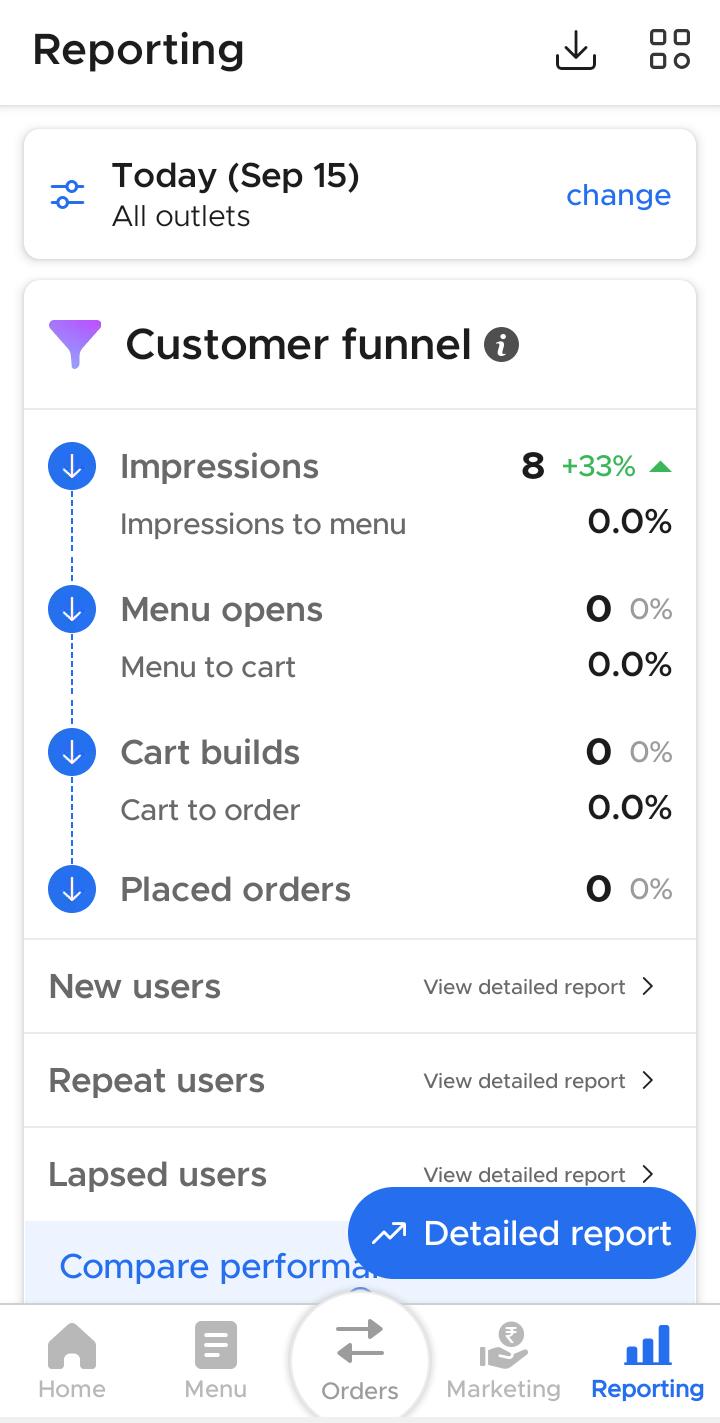 Reporting
Today (Sep 15)
All outlets
change
Customer funnel
Impressions 8 +33%
Impressions to menu 0.0%
Menu opens 0 0%
Menu to cart 0.0%
Cart builds 0 0%
Cart to order 0.0%
Placed orders 0 0%
New users View detailed report
Repeat users View detailed report
Lapsed users View detailed report
Detailed report
Compare
Home Menu Orders Marketing Reporting